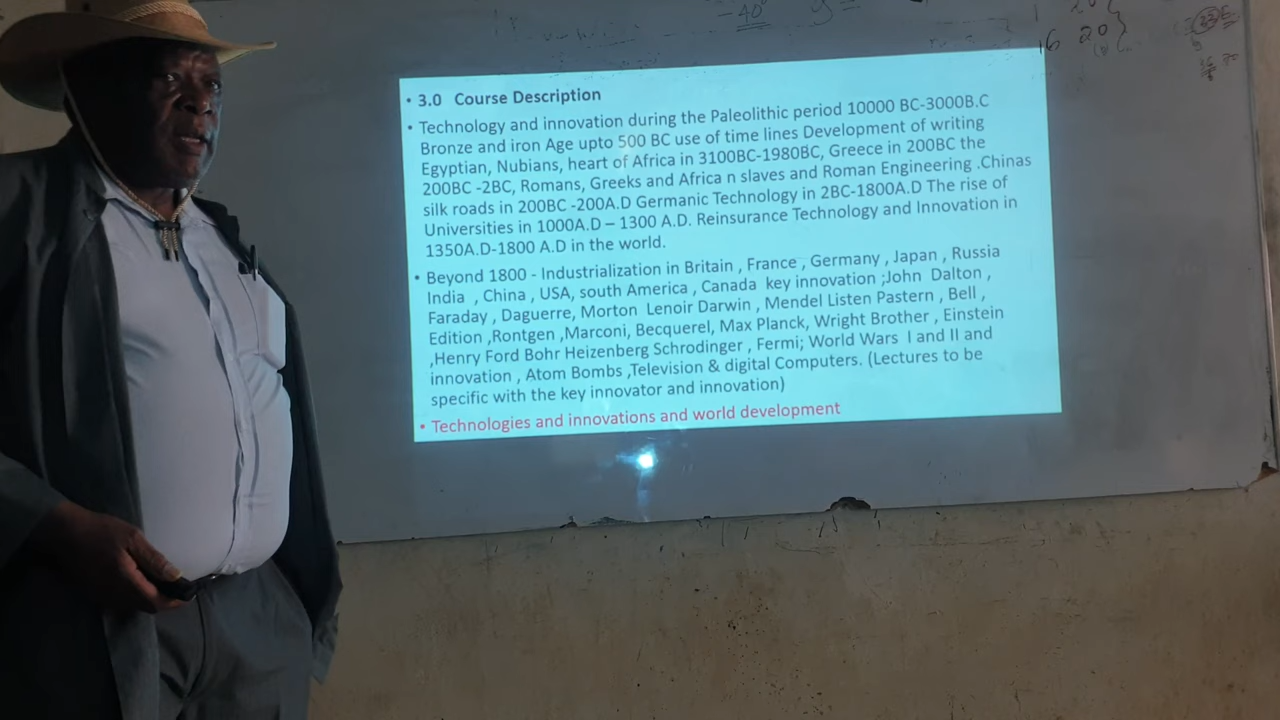 -40°
16 20
• 3.0 Course Description
• Technology and innovation during the Paleolithic period 10000 BC-3000B.C
Bronze and iron Age upto 500 BC use of time lines Development of writing
Egyptian, Nubians, heart of Africa in 3100BC-1980BC, Greece in 200BC the
200BC -2BC, Romans, Greeks and Africa n slaves and Roman Engineering .Chinas
silk roads in 200BC -200A.D Germanic Technology in 2BC-1800A.D The rise of
Universities in 1000A.D – 1300 A.D. Reinsurance Technology and Innovation in
1350A.D-1800 A.D in the world.
• Beyond 1800 - Industrialization in Britain , France , Germany , Japan , Russia
India , China , USA, south America , Canada key innovation ;John Dalton ,
Faraday , Daguerre, Morton Lenoir Darwin , Mendel Listen Pastern , Bell ,
Edition ,Rontgen ,Marconi, Becquerel, Max Planck, Wright Brother , Einstein
,Henry Ford Bohr Heizenberg Schrodinger , Fermi; World Wars I and II and
innovation , Atom Bombs ,Television & digital Computers. (Lectures to be
specific with the key innovator and innovation)
• Technologies and innovations and world development